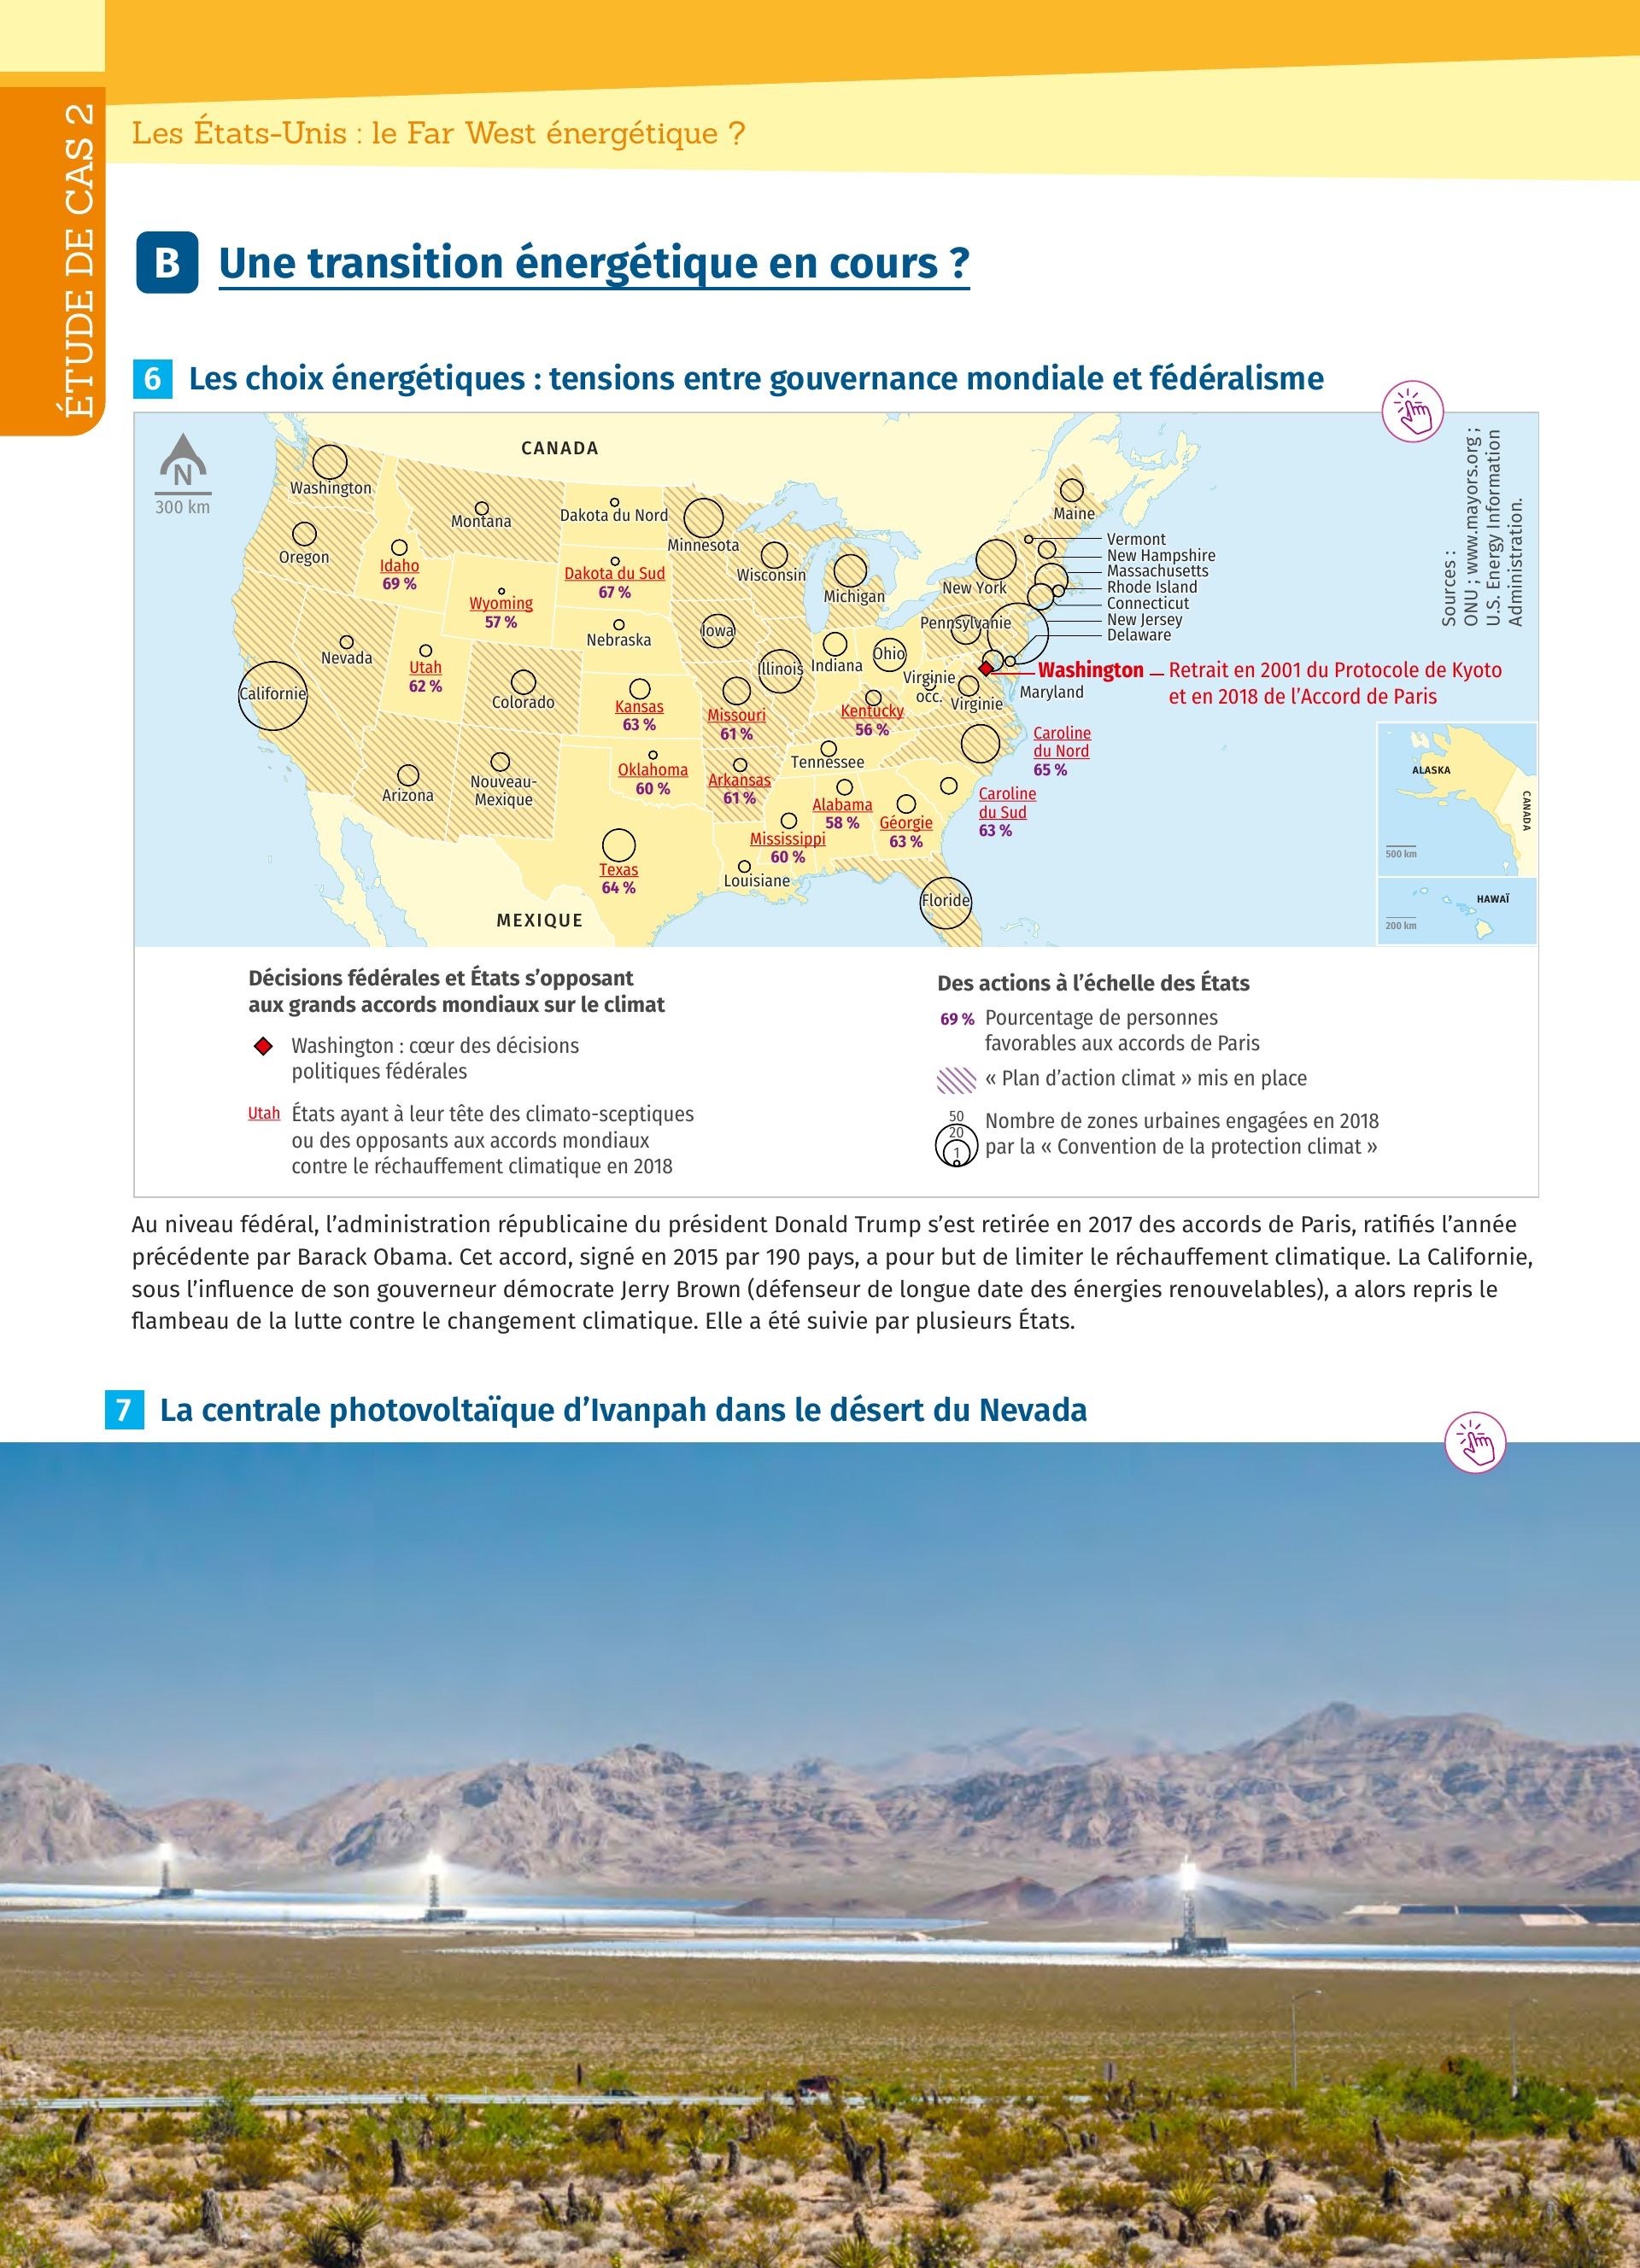 ÉTUDE DE CAS 2
Les États-Unis : le Far West énergétique ?
B Une transition énergétique en cours ?
6 Les choix énergétiques : tensions entre gouvernance mondiale et fédéralisme
N
300 km
CANADA
Sources :
ONU ; www.mayors.org ;
U.S. Energy Information
Administration.
Washington
Montana
Dakota du Nord
Minnesota
Maine
Oregon
Idaho
69 %
Wyoming
57 %
Dakota du Sud
67 %
Wisconsin
Michigan
New York
Vermont
New Hampshire
Massachusetts
Rhode Island
Connecticut
New Jersey
Delaware
Nevada
Utah
62 %
Nebraska
Iowa
Illinois
Indiana
Ohio
Pennsylvanie
Californie
Colorado
Kansas
63 %
Missouri
61 %
Kentucky
56 %
Virginie
occ.
Virginie
Maryland
Washington
Retrait en 2001 du Protocole de Kyoto
et en 2018 de l’Accord de Paris
Arizona
Nouveau-
Mexique
Oklahoma
60 %
Arkansas
61 %
Tennessee
Caroline
du Nord
65 %
Caroline
du Sud
63 %
Texas
64 %
Louisiane
Mississippi
60 %
Alabama
58 %
Géorgie
63 %
Floride
MEXIQUE
ALASKA
CANADA
500 km
HAWAÏ
200 km
Décisions fédérales et États s’opposant
aux grands accords mondiaux sur le climat
Washington : cœur des décisions
politiques fédérales
Utah États ayant à leur tête des climato-sceptiques
ou des opposants aux accords mondiaux
contre le réchauffement climatique en 2018
Des actions à l’échelle des États
69 % Pourcentage de personnes
favorables aux accords de Paris
« Plan d’action climat » mis en place
50
20
1
Nombre de zones urbaines engagées en 2018
par la « Convention de la protection climat »
Au niveau fédéral, l’administration républicaine du président Donald Trump s’est retirée en 2017 des accords de Paris, ratifiés l’année
précédente par Barack Obama. Cet accord, signé en 2015 par 190 pays, a pour but de limiter le réchauffement climatique. La Californie,
sous l’influence de son gouverneur démocrate Jerry Brown (défenseur de longue date des énergies renouvelables), a alors repris le
flambeau de la lutte contre le changement climatique. Elle a été suivie par plusieurs États.
7 La centrale photovoltaïque d’Ivanpah dans le désert du Nevada